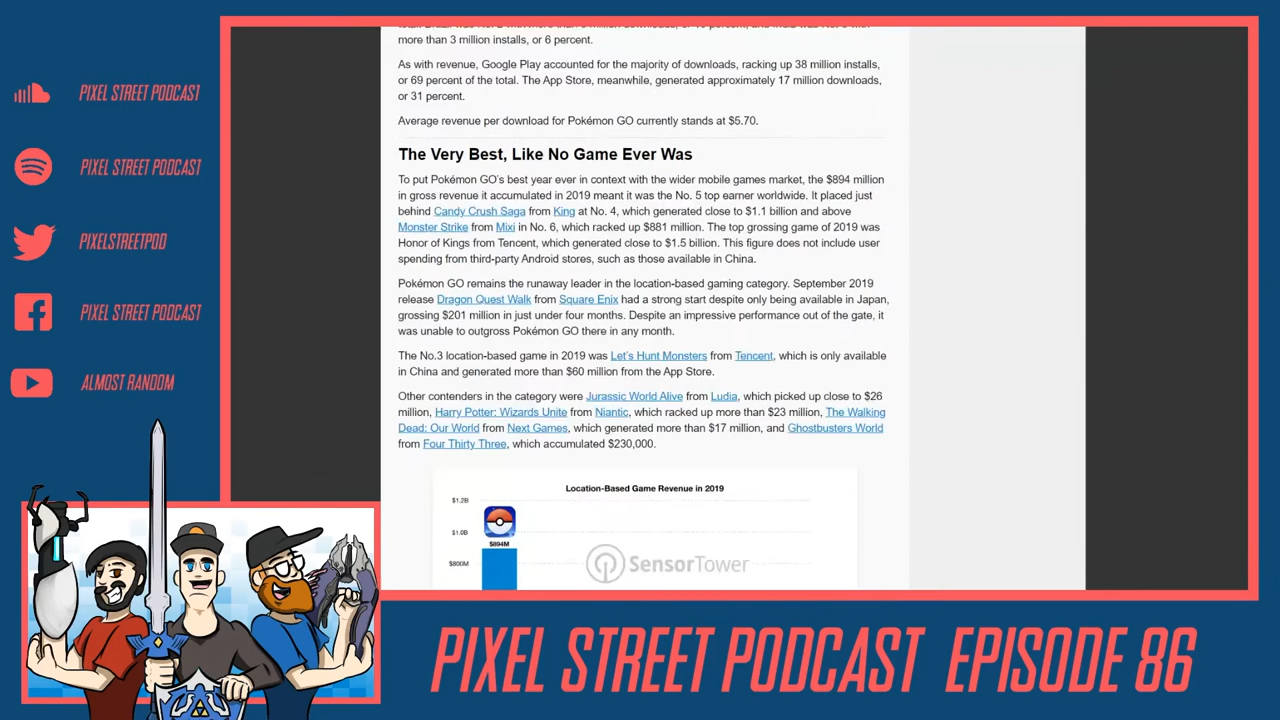 PIXEL STREET PODCAST
PIXEL STREET PODCAST
PIXELSTREETPOD
PIXEL STREET PODCAST
ALMOST RANDOM
more than 3 million installs, or 6 percent.
As with revenue, Google Play accounted for the majority of downloads, racking up 38 million installs,
or 69 percent of the total. The App Store, meanwhile, generated approximately 17 million downloads,
or 31 percent.
Average revenue per download for Pokémon GO currently stands at $5.70.
The Very Best, Like No Game Ever Was
To put Pokémon GO's best year ever in context with the wider mobile games market, the $894 million
in gross revenue it accumulated in 2019 meant it was the No. 5 top earner worldwide. It placed just
behind Candy Crush Saga from King at No. 4, which generated close to $1.1 billion and above
Monster Strike from Mixi in No. 6, which racked up $881 million. The top grossing game of 2019 was
Honor of Kings from Tencent, which generated close to $1.5 billion. This figure does not include user
spending from third-party Android stores, such as those available in China.
Pokémon GO remains the runaway leader in the location-based gaming category. September 2019
release Dragon Quest Walk from Square Enix had a strong start despite only being available in Japan,
grossing $201 million in just under four months. Despite an impressive performance out of the gate, it
was unable to outgross Pokémon GO there in any month.
The No.3 location-based game in 2019 was Let's Hunt Monsters from Tencent, which is only available
in China and generated more than $60 million from the App Store.
Other contenders in the category were Jurassic World Alive from Ludia, which picked up close to $26
million, Harry Potter: Wizards Unite from Niantic, which racked up more than $23 million, The Walking
Dead: Our World from Next Games, which generated more than $17 million, and Ghostbusters World
from Four Thirty Three, which accumulated $230,000.
Location-Based Game Revenue in 2019
$1.2B
$1.0B
$894M
$800M
SensorTower
PIXEL STREET PODCAST EPISODE 86